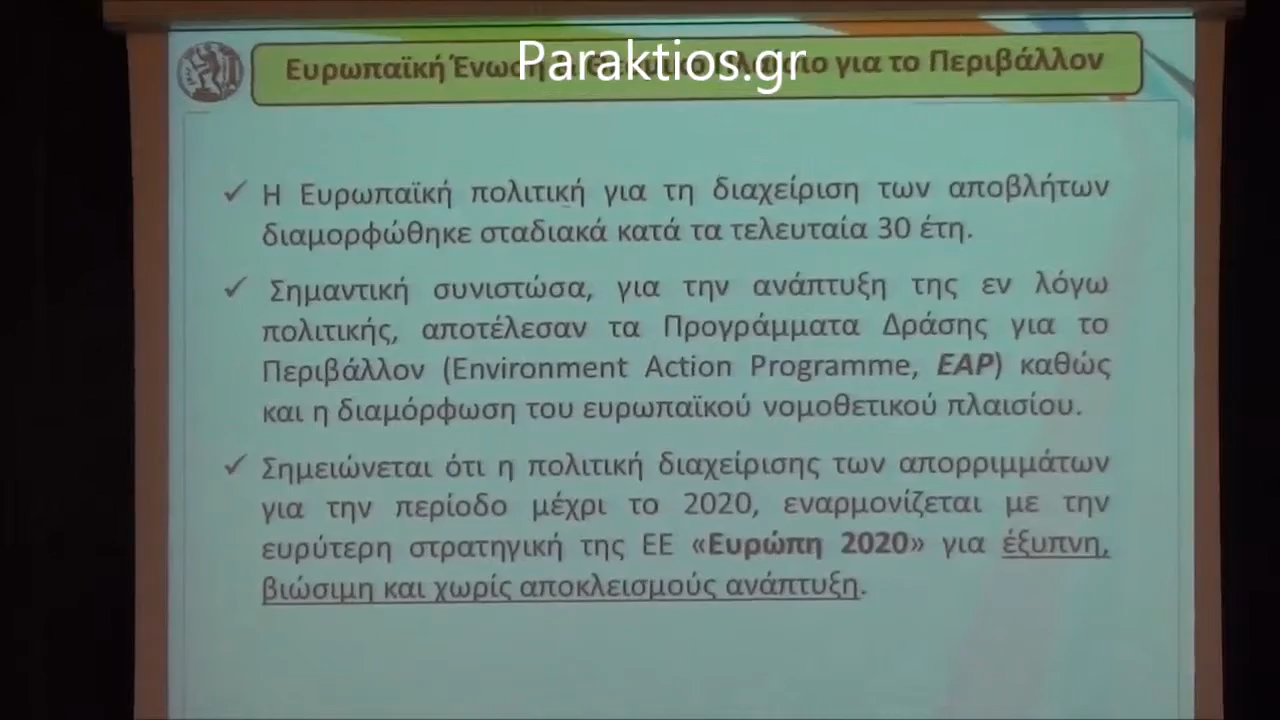 Paraktios.gr
Ευρωπαϊκή Ένωση για το Περιβάλλον
Η Ευρωπαϊκή πολιτική για τη διαχείριση των αποβλήτων
διαμορφώθηκε σταδιακά κατά τα τελευταία 30 έτη.
Σημαντική συνιστώσα, για την ανάπτυξη της εν λόγω
πολιτικής, αποτέλεσαν τα Προγράμματα Δράσης για το
Περιβάλλον (Environment Action Programme, EAP) καθώς
και η διαμόρφωση του ευρωπαϊκού νομοθετικού πλαισίου.
Σημειώνεται ότι η πολιτική διαχείρισης των απορριμμάτων
για την περίοδο μέχρι το 2020, εναρμονίζεται με την
ευρύτερη στρατηγική της ΕΕ «Ευρώπη 2020» για έξυπνη,
βιώσιμη και χωρίς αποκλεισμούς ανάπτυξη.